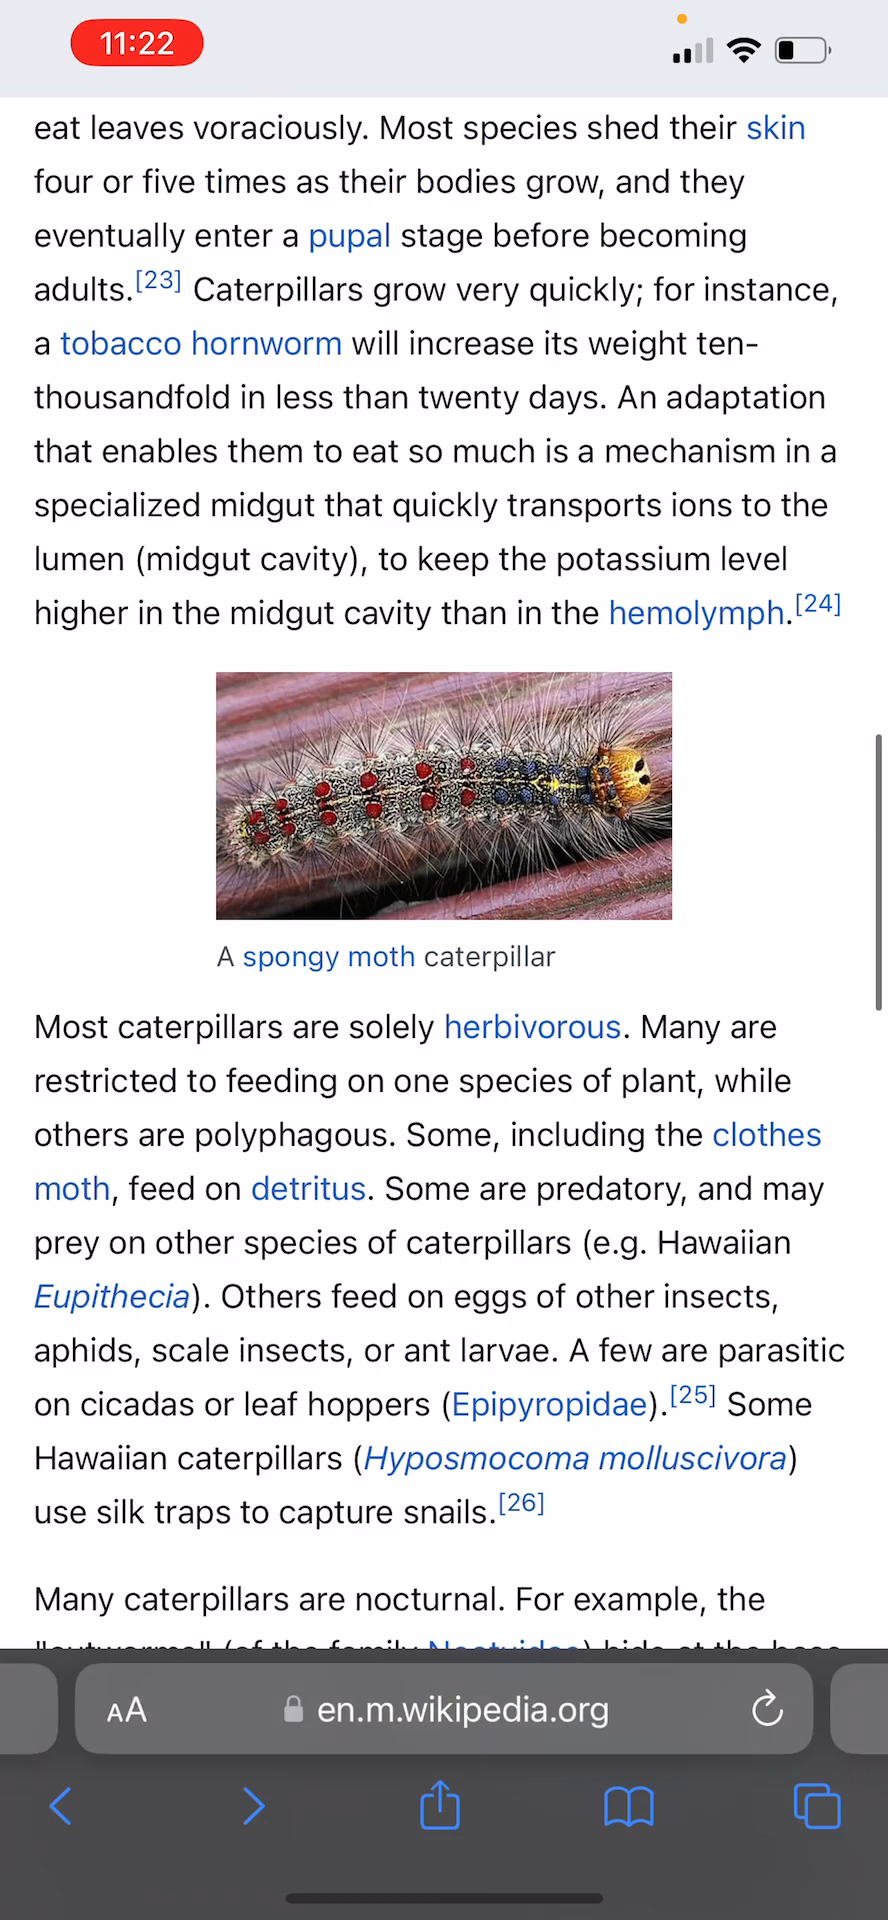 11:22
eat leaves voraciously. Most species shed their skin
four or five times as their bodies grow, and they
eventually enter a pupal stage before becoming
adults.[23] Caterpillars grow very quickly; for instance,
a tobacco hornworm will increase its weight ten-
thousandfold in less than twenty days. An adaptation
that enables them to eat so much is a mechanism in a
specialized midgut that quickly transports ions to the
lumen (midgut cavity), to keep the potassium level
higher in the midgut cavity than in the hemolymph.[24]
A spongy moth caterpillar
Most caterpillars are solely herbivorous. Many are
restricted to feeding on one species of plant, while
others are polyphagous. Some, including the clothes
moth, feed on detritus. Some are predatory, and may
prey on other species of caterpillars (e.g. Hawaiian
Eupithecia). Others feed on eggs of other insects,
aphids, scale insects, or ant larvae. A few are parasitic
on cicadas or leaf hoppers (Epipyropidae).[25] Some
Hawaiian caterpillars (Hyposmocoma molluscivora)
use silk traps to capture snails.[26]
Many caterpillars are nocturnal. For example, the
"cutworms" (of the family Noctuidae) hide at the base
AA en.m.wikipedia.org